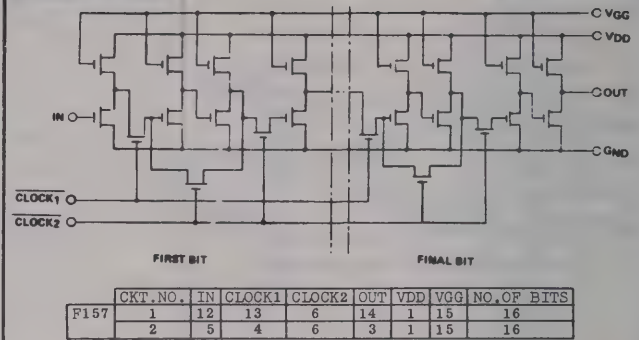 VGG
VDD
OUT
IN
GND
CLOCK1
CLOCK2
FIRST BIT
FINAL BIT
CKT.NO. IN CLOCK1 CLOCK2 OUT VDD VGG NO.OF BITS
F157 1 12 13 6 14 1 15 16
2 5 4 6 3 1 15 16